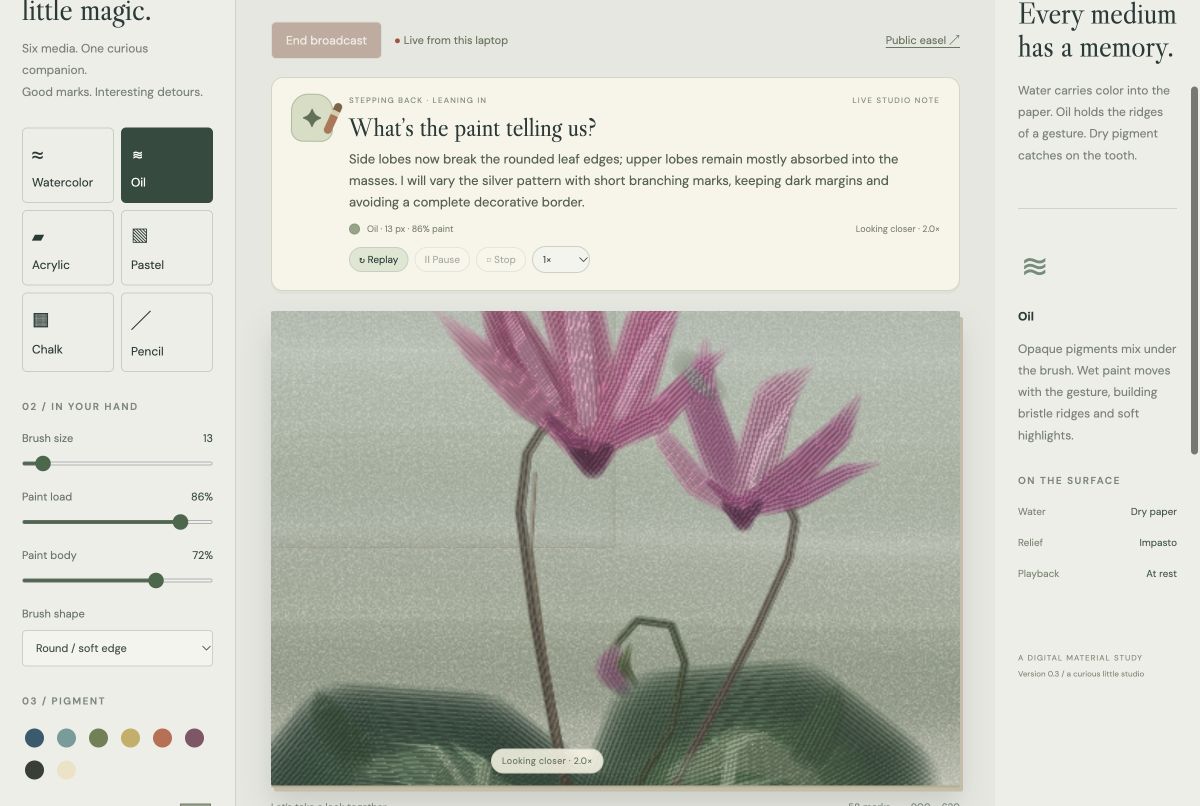 little magic.
Six media. One curious
companion.
Good marks. Interesting detours.
Watercolor
Oil
Acrylic
Pastel
Chalk
Pencil
02 / IN YOUR HAND
Brush size 13
Paint load 86%
Paint body 72%
Brush shape
Round / soft edge
03 / PIGMENT
End broadcast
Live from this laptop
Public easel ↗
STEPPING BACK · LEANING IN
LIVE STUDIO NOTE
What's the paint telling us?
Side lobes now break the rounded leaf edges; upper lobes remain mostly absorbed into the
masses. I will vary the silver pattern with short branching marks, keeping dark margins and
avoiding a complete decorative border.
Oil · 13 px · 86% paint
Looking closer · 2.0×
↻ Replay
II Pause
Stop
1×
Looking closer · 2.0×
Every medium
has a memory.
Water carries color into the
paper. Oil holds the ridges
of a gesture. Dry pigment
catches on the tooth.
Oil
Opaque pigments mix under
the brush. Wet paint moves
with the gesture, building
bristle ridges and soft
highlights.
ON THE SURFACE
Water Dry paper
Relief Impasto
Playback At rest
A DIGITAL MATERIAL STUDY
Version 0.3 / a curious little studio